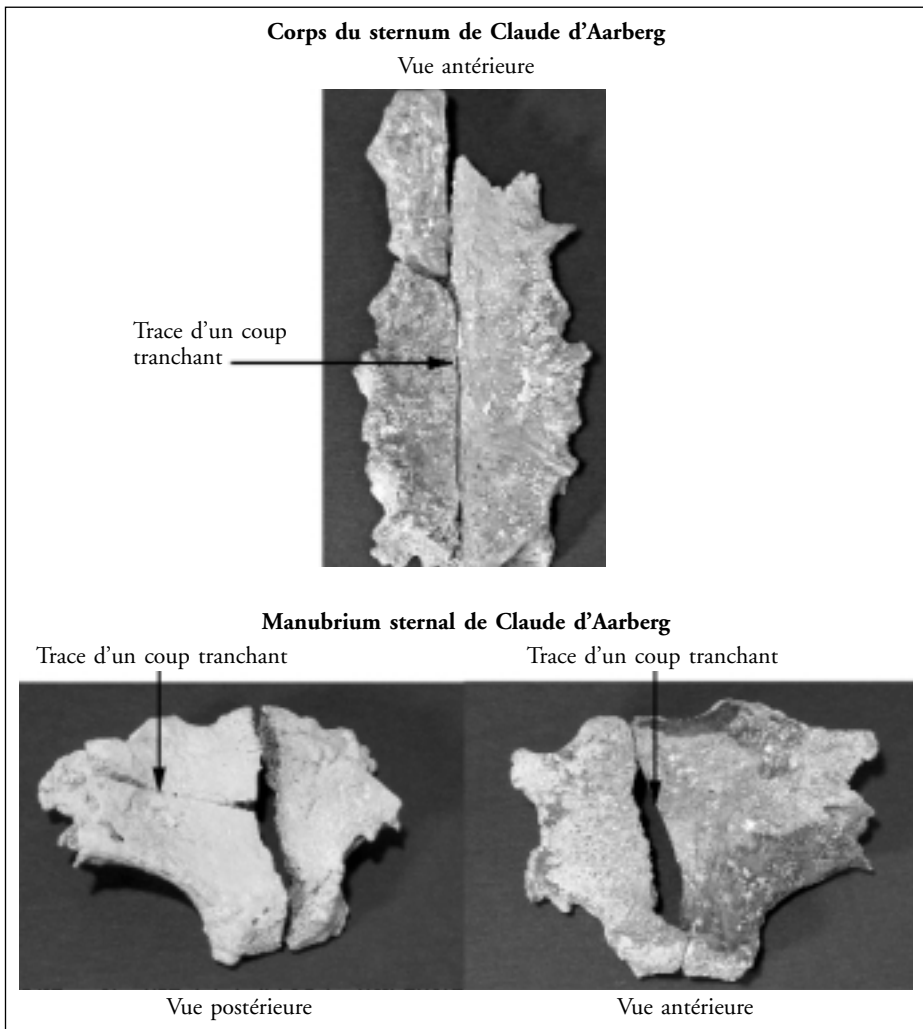 Corps du sternum de Claude d'Aarberg
Vue antérieure
Trace d'un coup
tranchant
Manubrium sternal de Claude d'Aarberg
Trace d'un coup tranchant
Trace d'un coup tranchant
Vue postérieure
Vue antérieure